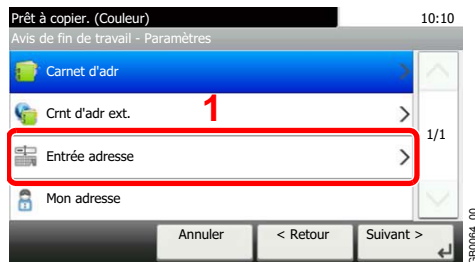 Prêt à copier. (Couleur) 10:10
Avis de fin de travail - Paramètres
Carnet d'adr
Crnt d'adr ext. 1
1/1
Entrée adresse
Mon adresse
Annuler < Retour Suivant >
GB0064_00